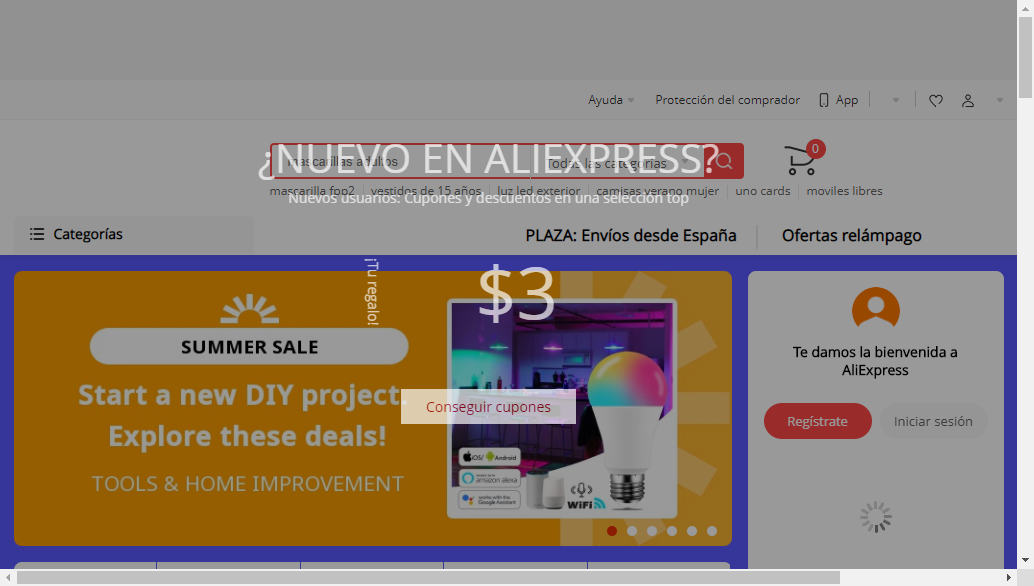 Ayuda Protección del comprador App
¿NUEVO EN ALIEXPRESS?
mascarillas adultos Todas las categorías
0
mascarilla fpp2 vestidos de 15 años luz led exterior camisas verano mujer uno cards moviles libres
Nuevos usuarios: Cupones y descuentos en una selección top
Categorías PLAZA: Envíos desde España Ofertas relámpago
¡Tu regalo!
$3
SUMMER SALE
Start a new DIY project.
Explore these deals!
TOOLS & HOME IMPROVEMENT
Conseguir cupones
iOS/ Android
amazon alexa
works with the
Google Assistant
WiFi
Te damos la bienvenida a
AliExpress
Regístrate Iniciar sesión